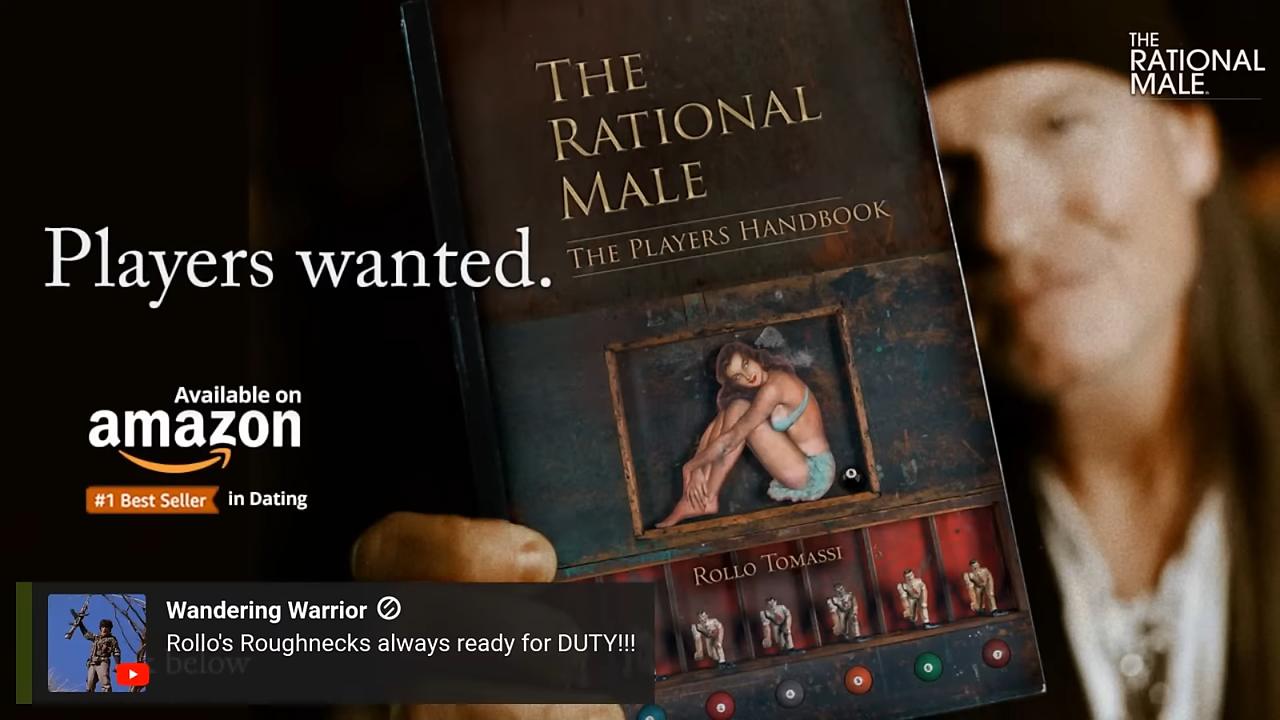 THE
RATIONAL
MALE
THE
RATIONAL
MALE
THE PLAYERS HANDBOOK
Players wanted.
Available on
amazon
#1 Best Seller in Dating
ROLLO TOMASSI
Wandering Warrior
Rollo's Roughnecks always ready for DUTY!!!
below